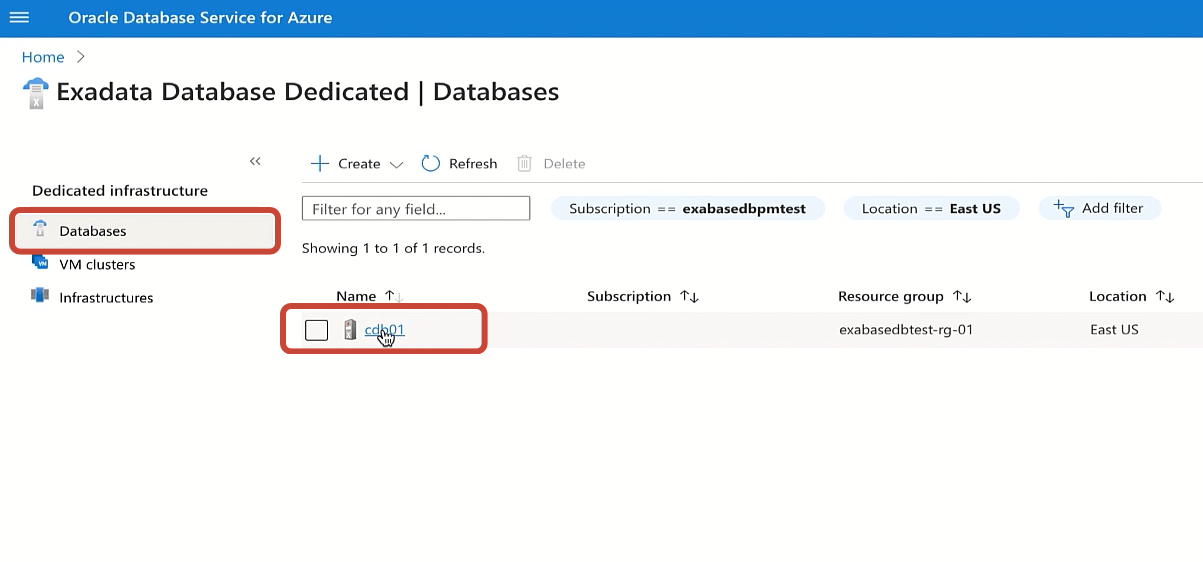 Oracle Database Service for Azure
Home
Exadata Database Dedicated | Databases
Create Refresh Delete
Dedicated infrastructure
Databases
VM clusters
Infrastructures
Filter for any field... Subscription == exabasedbpmtest Location == East US Add filter
Showing 1 to 1 of 1 records.
Name Subscription Resource group Location
cdb01 exabasedbtest-rg-01 East US